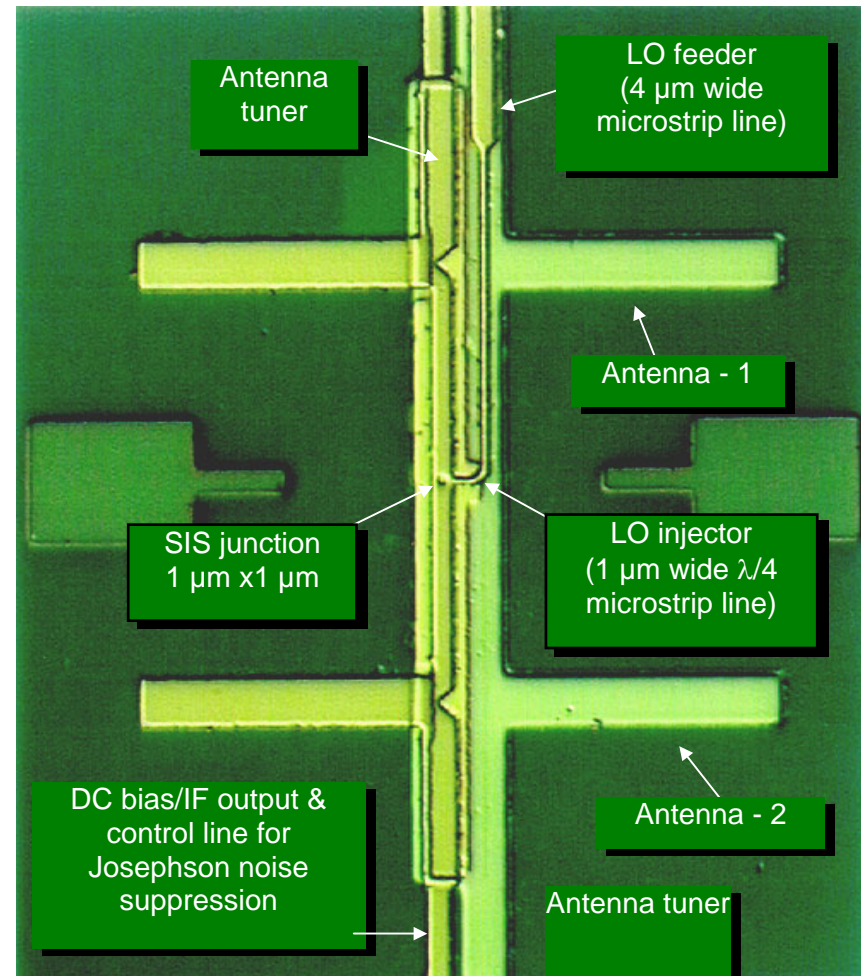 Antenna
tuner
LO feeder
(4 µm wide
microstrip line)
Antenna - 1
SIS junction
1 µm x1 µm
LO injector
(1 µm wide λ/4
microstrip line)
DC bias/IF output &
control line for
Josephson noise
suppression
Antenna - 2
Antenna tuner